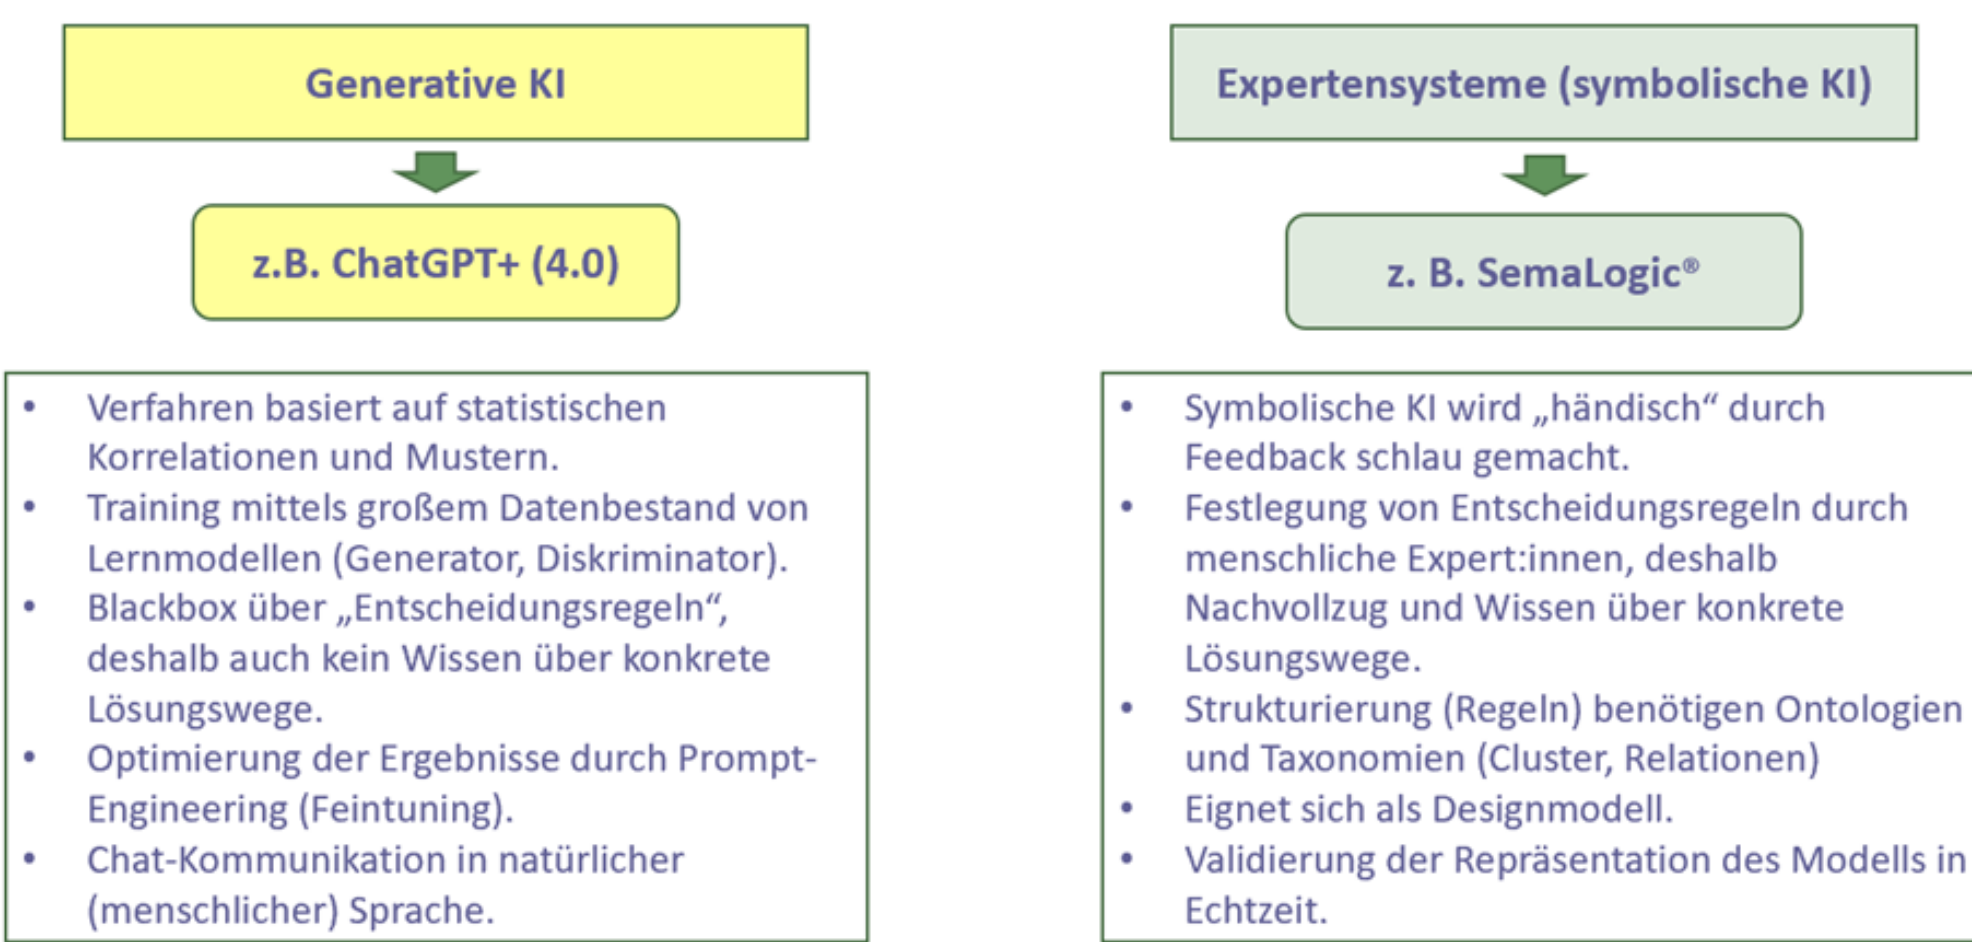 Generative KI
z.B. ChatGPT+ (4.0)
• Verfahren basiert auf statistischen
Korrelationen und Mustern.
• Training mittels großem Datenbestand von
Lernmodellen (Generator, Diskriminator).
• Blackbox über „Entscheidungsregeln“,
deshalb auch kein Wissen über konkrete
Lösungswege.
• Optimierung der Ergebnisse durch Prompt-
Engineering (Feintuning).
• Chat-Kommunikation in natürlicher
(menschlicher) Sprache.
Expertensysteme (symbolische KI)
z. B. SemaLogic®
• Symbolische KI wird „händisch“ durch
Feedback schlau gemacht.
• Festlegung von Entscheidungsregeln durch
menschliche Expert:innen, deshalb
Nachvollzug und Wissen über konkrete
Lösungswege.
• Strukturierung (Regeln) benötigen Ontologien
und Taxonomien (Cluster, Relationen)
• Eignet sich als Designmodell.
• Validierung der Repräsentation des Modells in
Echtzeit.